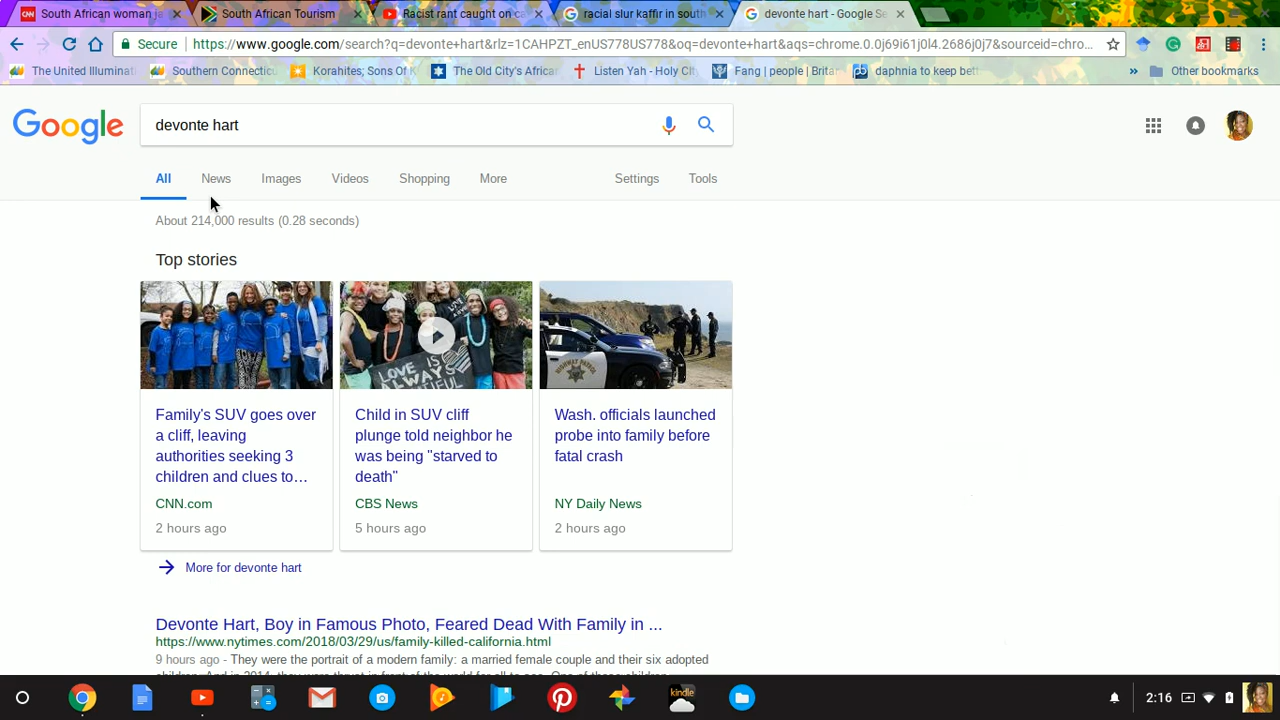 CNN South African woman je
South African Tourism
Racist rant caught on ca
racial slur kaffir in south
devonte hart - Google Se
Secure https://www.google.com/search?q=devonte+hart&rlz=1CAHPZT_enUS778US778&oq=devonte+hart&aqs=chrome.0.0j69i61j0l4.2686j0j7&sourceid=chro...
The United Illuminati
Southern Connecticu
Korahites; Sons Of K
The Old City's Africa
Listen Yah - Holy Cit
Fang | people | Britan
daphnia to keep bett
» Other bookmarks
Google
devonte hart
All News Images Videos Shopping More Settings Tools
About 214,000 results (0.28 seconds)
Top stories
LOVE IS
ALWAYS
Family's SUV goes over
a cliff, leaving
authorities seeking 3
children and clues to...
CNN.com
2 hours ago
Child in SUV cliff
plunge told neighbor he
was being "starved to
death"
CBS News
5 hours ago
Wash. officials launched
probe into family before
fatal crash
NY Daily News
2 hours ago
More for devonte hart
Devonte Hart, Boy in Famous Photo, Feared Dead With Family in ...
https://www.nytimes.com/2018/03/29/us/family-killed-california.html
9 hours ago - They were the portrait of a modern family: a married female couple and their six adopted
kindle
2:16